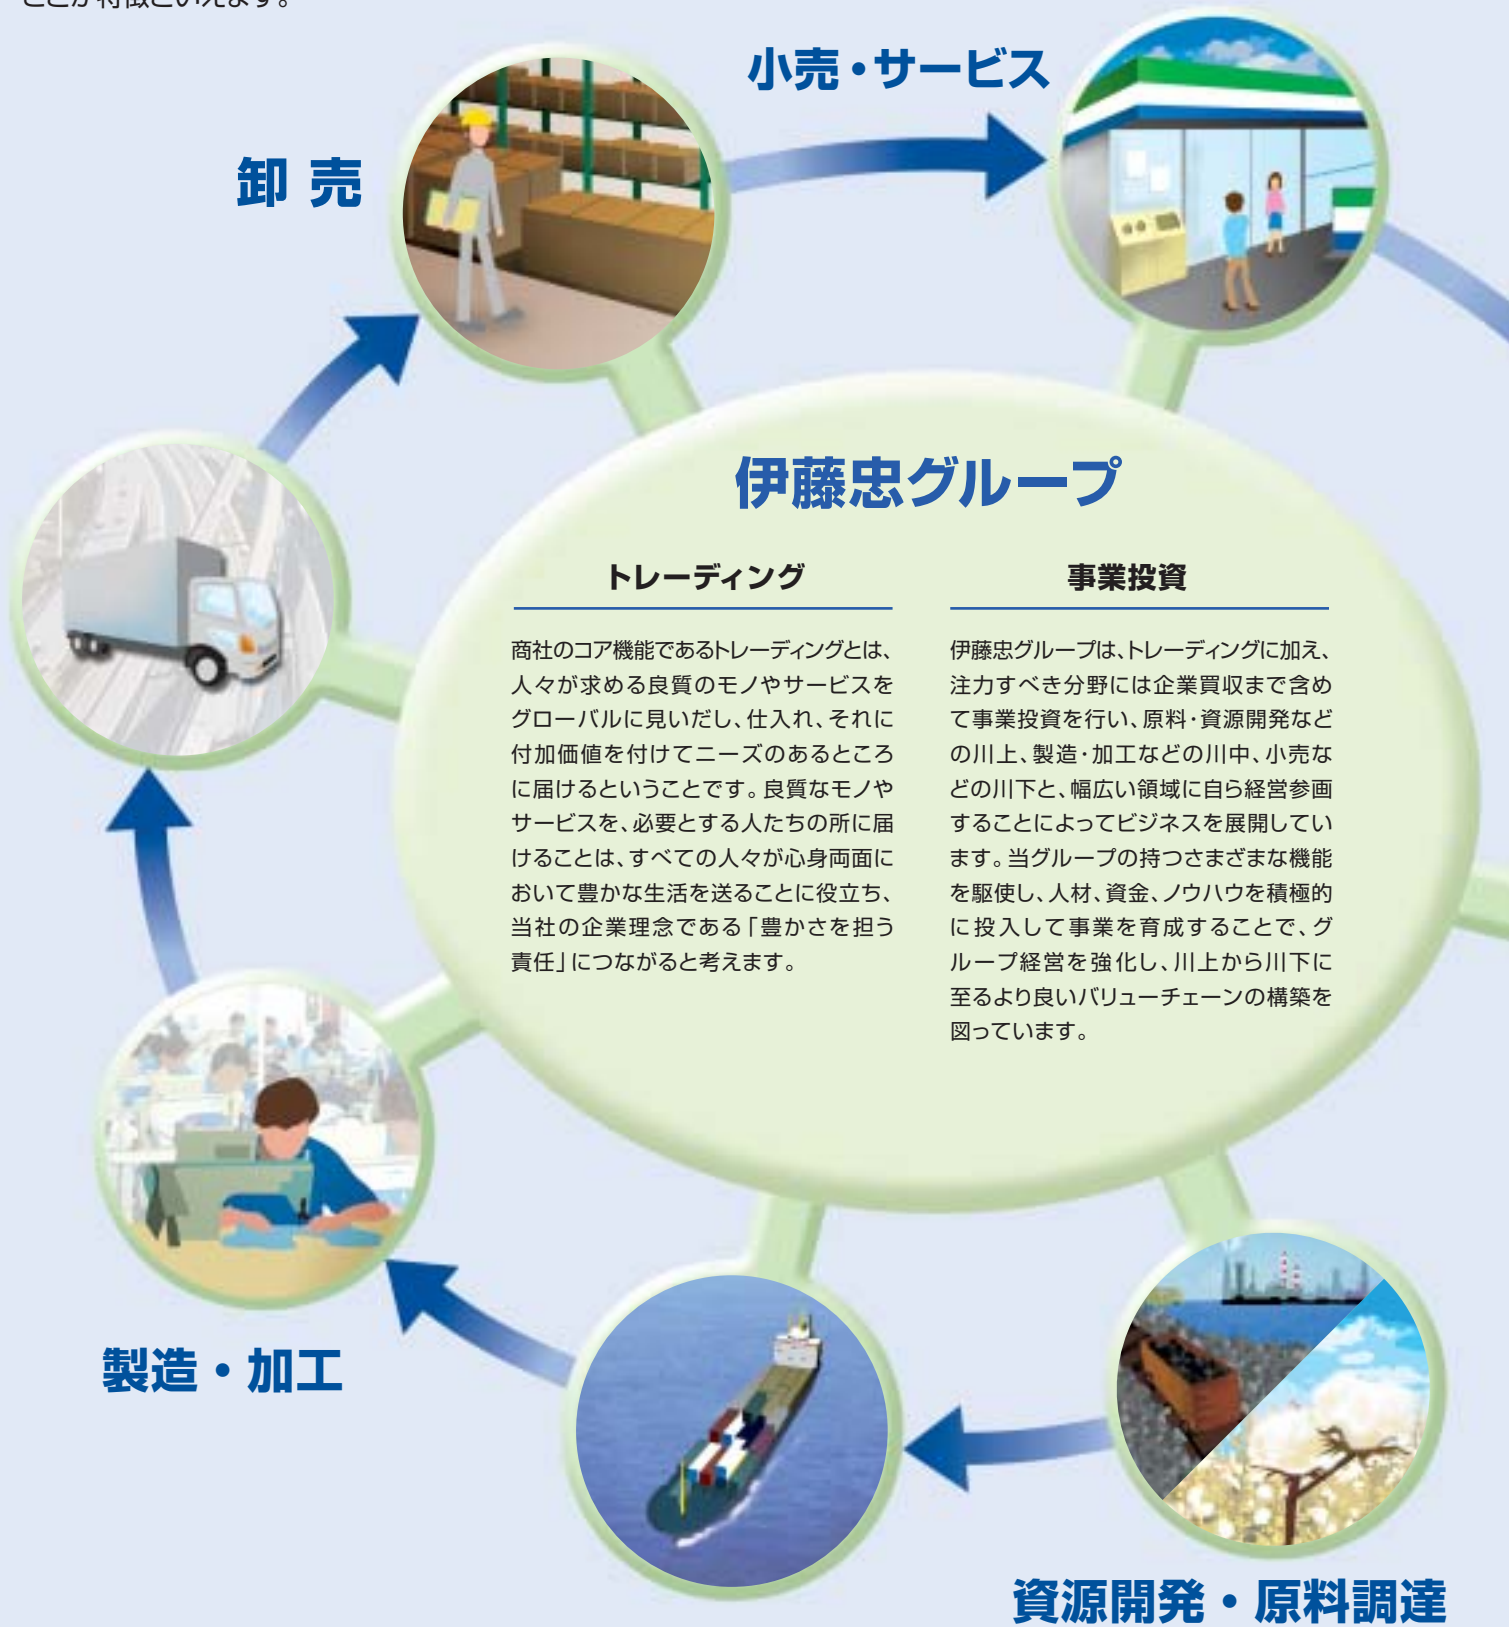 ことが特徴といえます。
小売・サービス
卸 売
伊藤忠グループ
トレーディング
商社のコア機能であるトレーディングとは、
人々が求める良質のモノやサービスを
グローバルに見いだし、仕入れ、それに
付加価値を付けてニーズのあるところ
に届けるということです。良質なモノや
サービスを、必要とする人たちの所に届
けることは、すべての人々が心身両面に
おいて豊かな生活を送ることに役立ち、
当社の企業理念である「豊かさを担う
責任」につながると考えます。
事業投資
伊藤忠グループは、トレーディングに加え、
注力すべき分野には企業買収まで含め
て事業投資を行い、原料・資源開発など
の川上、製造・加工などの川中、小売な
どの川下と、幅広い領域に自ら経営参画
することによってビジネスを展開してい
ます。当グループの持つさまざまな機能
を駆使し、人材、資金、ノウハウを積極的
に投入して事業を育成することで、グ
ループ経営を強化し、川上から川下に
至るより良いバリューチェーンの構築を
図っています。
製造・加工
資源開発・原料調達